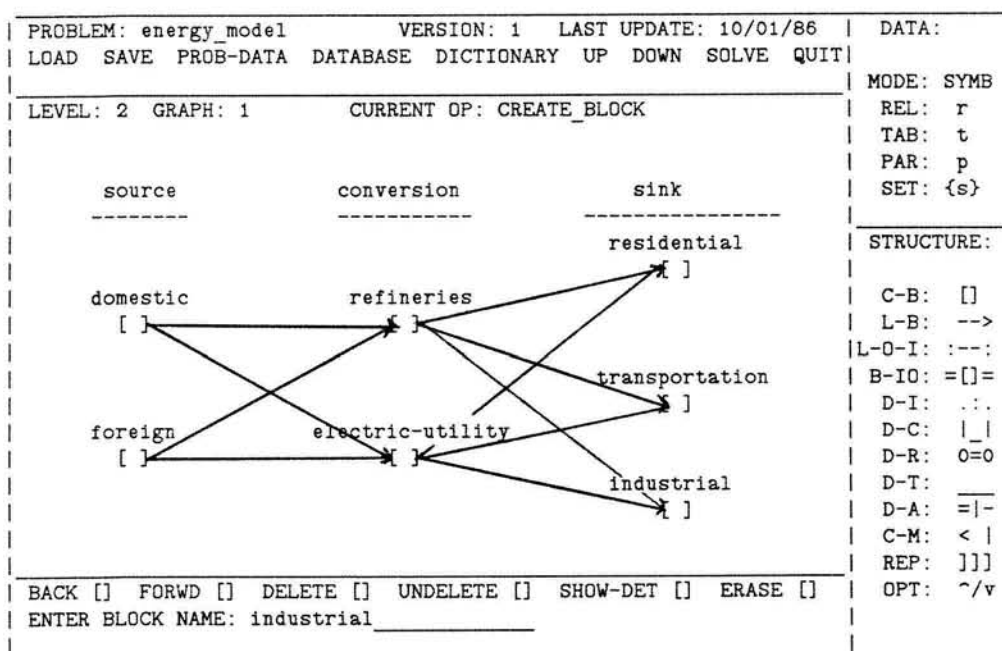 PROBLEM: energy_model VERSION: 1 LAST UPDATE: 10/01/86 DATA:
LOAD SAVE PROB-DATA DATABASE DICTIONARY UP DOWN SOLVE QUIT
MODE: SYMB
LEVEL: 2 GRAPH: 1 CURRENT OP: CREATE_BLOCK REL: r
TAB: t
PAR: p
source conversion sink SET: {s}
-------- ----------- ----------------
residential STRUCTURE:
[ ]
domestic refineries C-B: []
[ ] [ ] L-B: -->
L-O-I: :--:
transportation B-IO: =[]=
[ ] D-I: .:.
foreign electric-utility D-C: |_|
[ ] [ ] D-R: O=O
industrial D-T: ___
[ ] D-A: =|-
C-M: < |
REP: ]]]
BACK [] FORWD [] DELETE [] UNDELETE [] SHOW-DET [] ERASE [] OPT: ^/v
ENTER BLOCK NAME: industrial